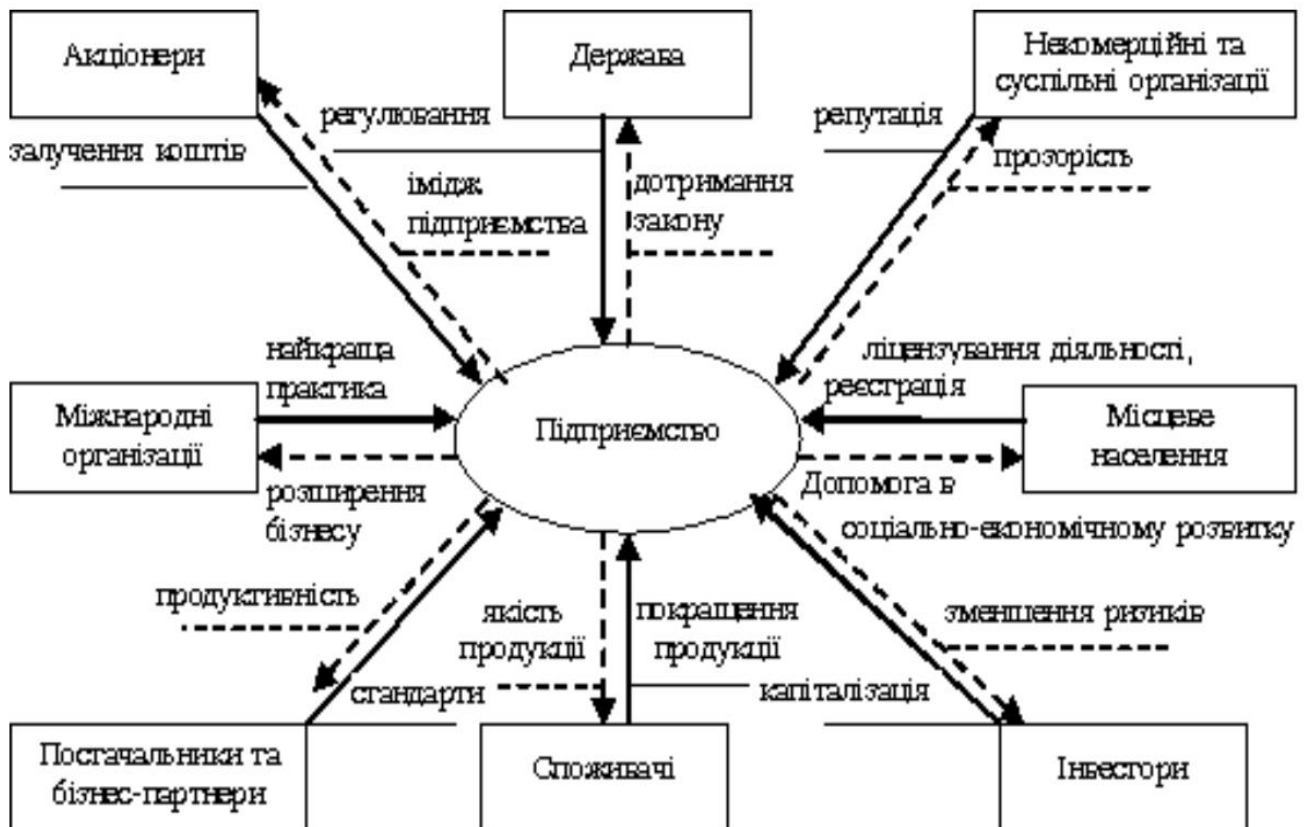 Акціонери
Держава
Некомерційні та
суспільні організації
регулювання
репутація
залучення коштів
прозорість
імідж
підприємства
дотримання
закону
найкраща
практика
ліцензування діяльності,
реєстрація
Міжнародні
організації
Підприємство
Місцеве
населення
розширення
бізнесу
Допомога в
соціально-економічному розвитку
продуктивність
якість
продукції
покращення
продукції
зменшення ризиків
стандарти
капіталізація
Постачальники та
бізнес-партнери
Споживачі
Інвестори